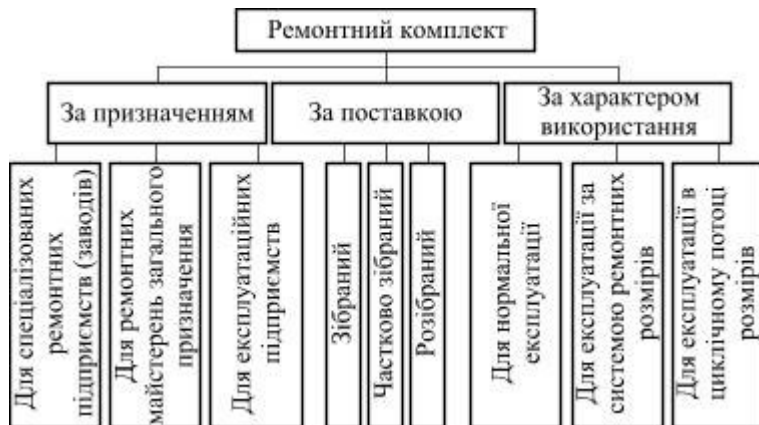 Ремонтний комплект
За призначенням
За поставкою
За характером
використання
Для спеціалізованих
ремонтних
підприємств (заводів)
Для ремонтних
майстерень загального
призначення
Для експлуатаційних
підприємств
Зібраний
Частково зібраний
Розібраний
Для нормальної
експлуатації
Для експлуатації за
системою ремонтних
розмірів
Для експлуатації в
циклічному потоці
розмірів